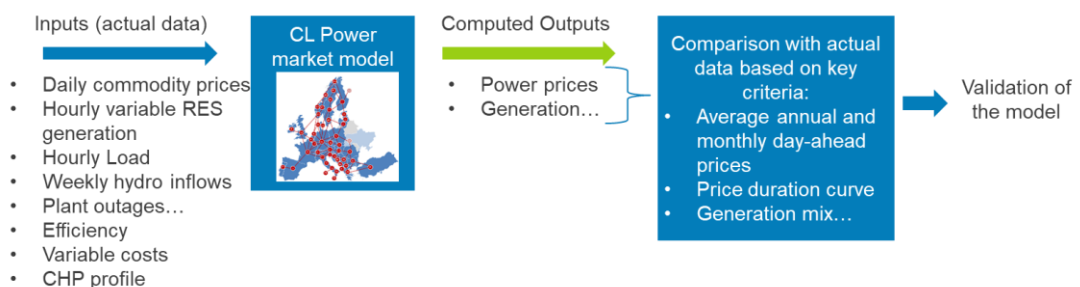 Inputs (actual data)
• Daily commodity prices
• Hourly variable RES
generation
• Hourly Load
• Weekly hydro inflows
• Plant outages…
• Efficiency
• Variable costs
• CHP profile
CL Power
market model
Computed Outputs
• Power prices
• Generation…
Comparison with actual
data based on key
criteria:
• Average annual and
monthly day-ahead
prices
• Price duration curve
• Generation mix…
Validation of
the model